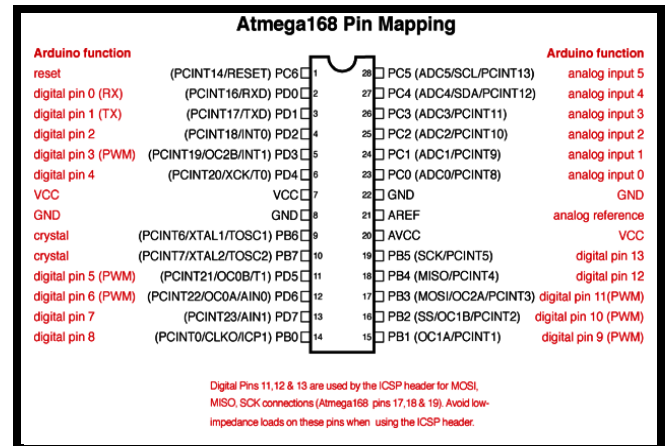 Atmega168 Pin Mapping
Arduino function Arduino function
reset (PCINT14/RESET) PC6 1 28 PC5 (ADC5/SCL/PCINT13) analog input 5
digital pin 0 (RX) (PCINT16/RXD) PD0 2 27 PC4 (ADC4/SDA/PCINT12) analog input 4
digital pin 1 (TX) (PCINT17/TXD) PD1 3 26 PC3 (ADC3/PCINT11) analog input 3
digital pin 2 (PCINT18/INT0) PD2 4 25 PC2 (ADC2/PCINT10) analog input 2
digital pin 3 (PWM) (PCINT19/OC2B/INT1) PD3 5 24 PC1 (ADC1/PCINT9) analog input 1
digital pin 4 (PCINT20/XCK/T0) PD4 6 23 PC0 (ADC0/PCINT8) analog input 0
VCC VCC 7 22 GND GND
GND GND 8 21 AREF analog reference
crystal (PCINT6/XTAL1/TOSC1) PB6 9 20 AVCC VCC
crystal (PCINT7/XTAL2/TOSC2) PB7 10 19 PB5 (SCK/PCINT5) digital pin 13
digital pin 5 (PWM) (PCINT21/OC0B/T1) PD5 11 18 PB4 (MISO/PCINT4) digital pin 12
digital pin 6 (PWM) (PCINT22/OC0A/AIN0) PD6 12 17 PB3 (MOSI/OC2A/PCINT3) digital pin 11(PWM)
digital pin 7 (PCINT23/AIN1) PD7 13 16 PB2 (SS/OC1B/PCINT2) digital pin 10 (PWM)
digital pin 8 (PCINT0/CLKO/ICP1) PB0 14 15 PB1 (OC1A/PCINT1) digital pin 9 (PWM)
Digital Pins 11,12 & 13 are used by the ICSP header for MOSI,
MISO, SCK connections (Atmega168 pins 17,18 & 19). Avoid low-
impedance loads on these pins when using the ICSP header.